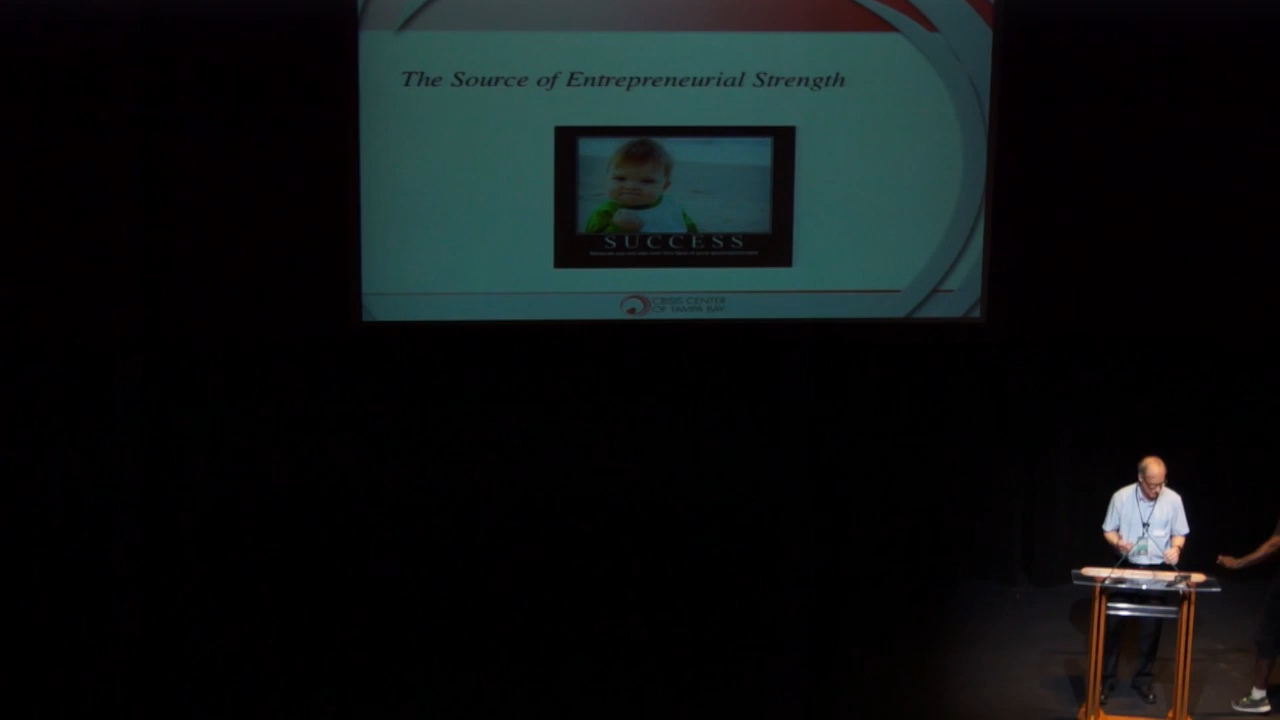 The Source of Entrepreneurial Strength
SUCCESS
CRISIS CENTER
OF TAMPA BAY